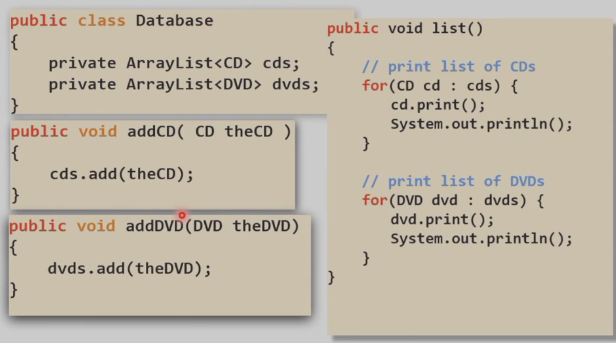 public class Database
{
    private ArrayList<CD> cds;
    private ArrayList<DVD> dvds;
}
public void addCD( CD theCD )
{
    cds.add(theCD);
}
public void addDVD(DVD theDVD)
{
    dvds.add(theDVD);
}
public void list()
{
    // print list of CDs
    for(CD cd : cds) {
        cd.print();
        System.out.println();
    }

    // print list of DVDs
    for(DVD dvd : dvds) {
        dvd.print();
        System.out.println();
    }
}